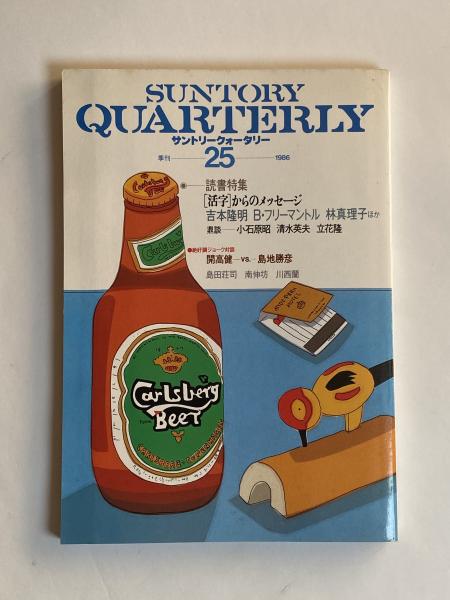 SUNTORY
QUARTERLY
サントリークォータリー
季刊 25 1986
読書特集
[活字]からのメッセージ
吉本隆明 B・フリーマントル 林真理子ほか
鼎談 小石原昭 清水英夫 立花隆
●絶好調ジョーク対談
開高健 vs. 島地勝彦
島田荘司 南伸坊 川西蘭
Carlsberg
HYDE PARK
HOTEL
Carlsberg
BEER